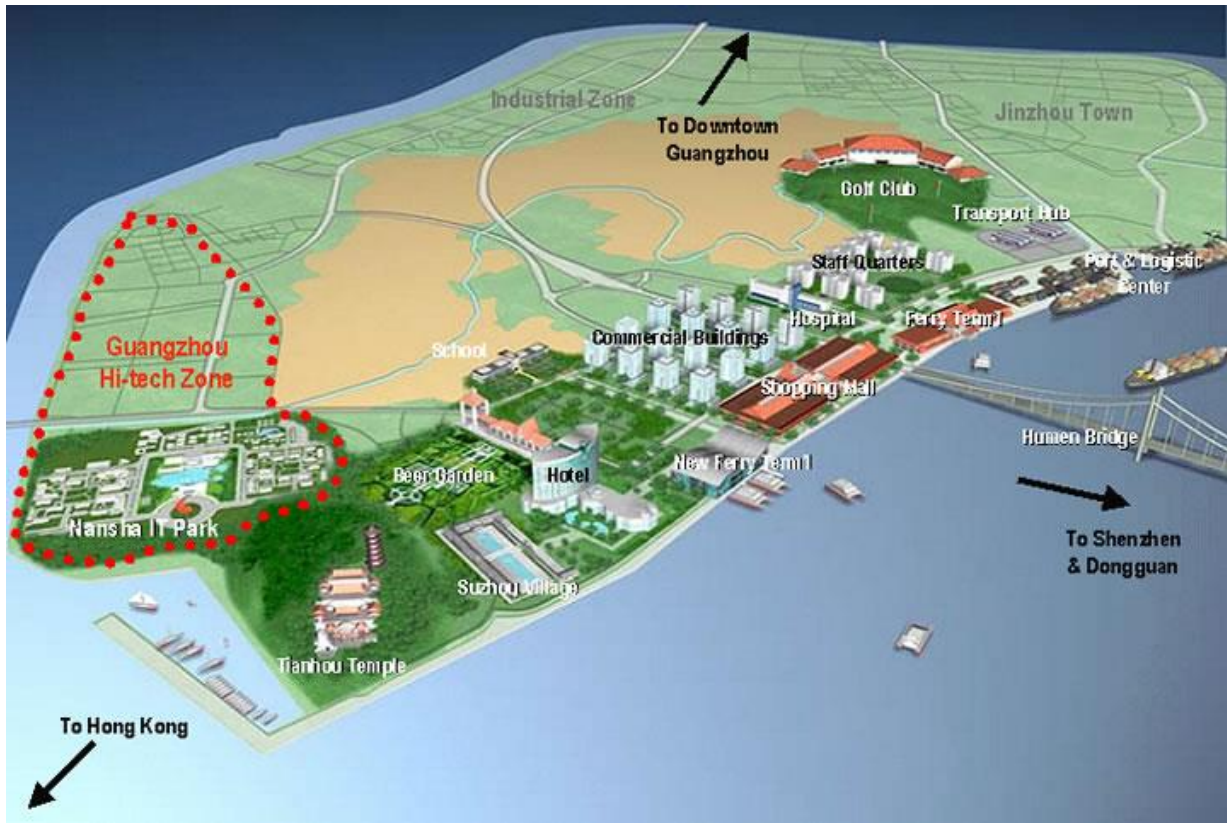 Industrial Zone
To Downtown
Guangzhou
Jinzhou Town
Golf Club
Transport Hub
Staff Quarters
Port & Logistic
Center
Hospital
Ferry Term'l
Commercial Buildings
School
Guangzhou
Hi-tech Zone
Shopping Mall
Humen Bridge
Beer Garden
Hotel
New Ferry Term'l
Nansha IT Park
To Shenzhen
& Dongguan
Suzhou Village
Tianhou Temple
To Hong Kong